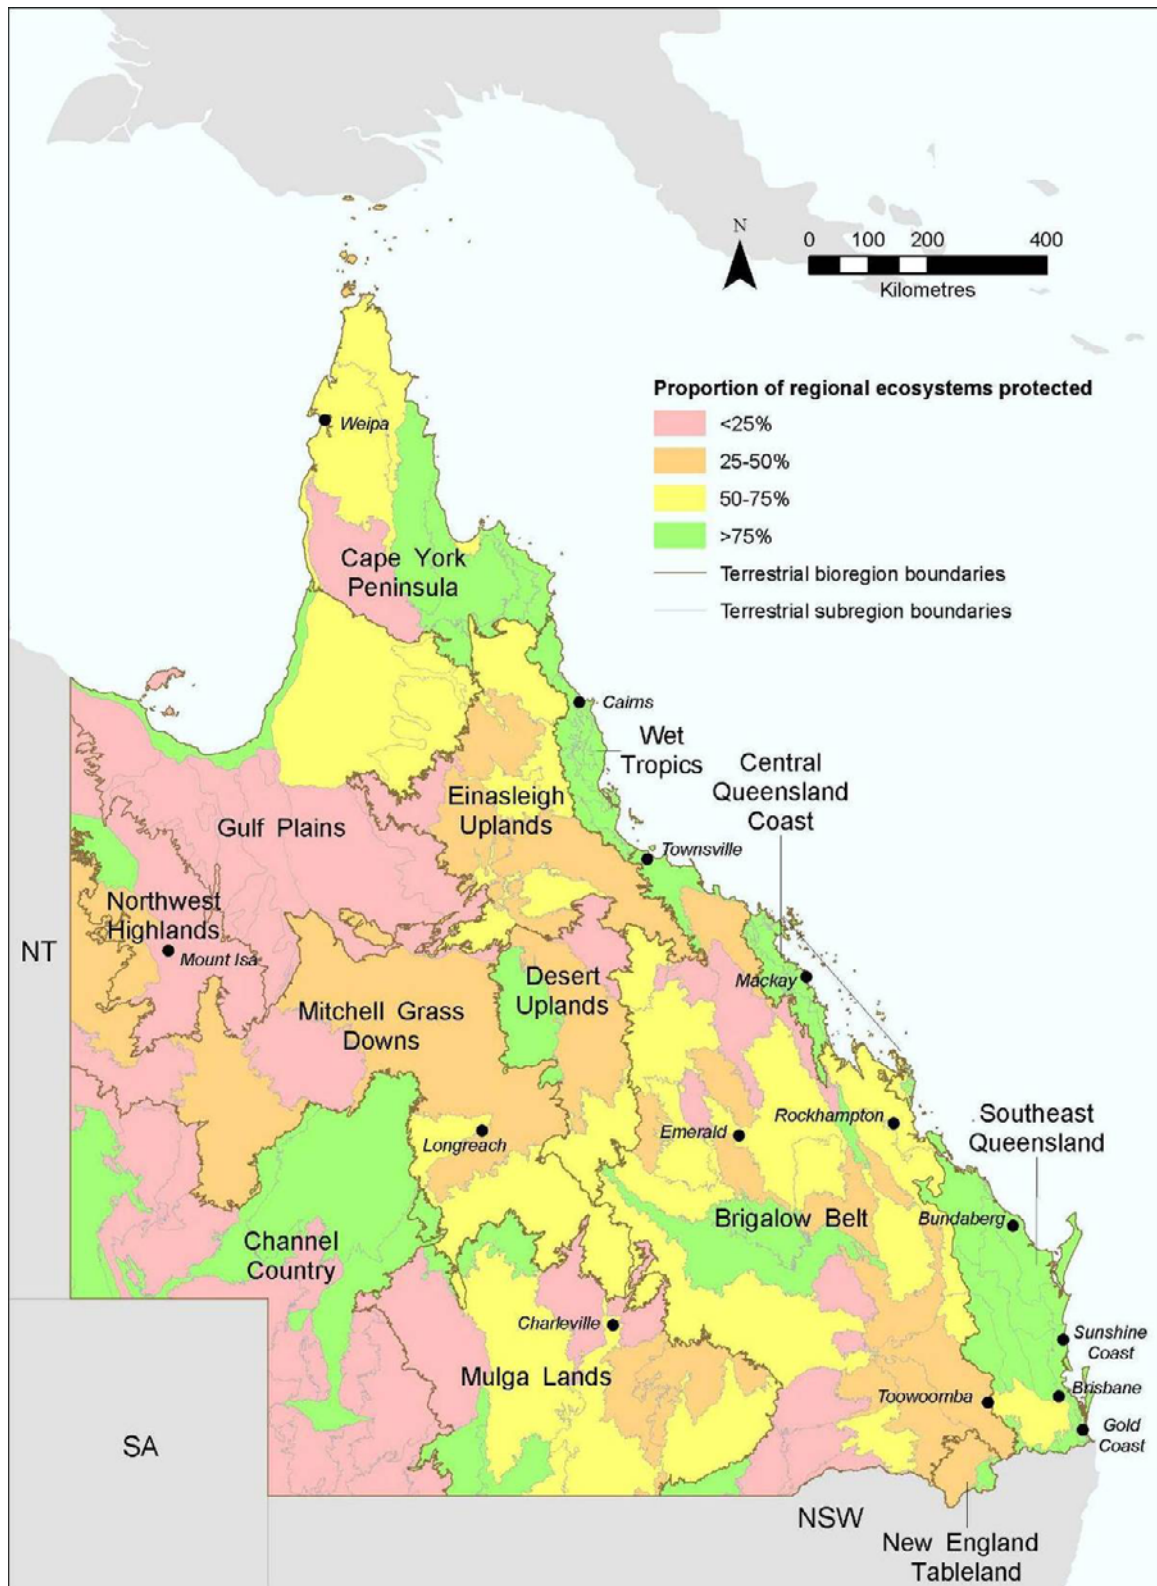 N
0 100 200 400
Kilometres
Proportion of regional ecosystems protected
<25%
25-50%
50-75%
>75%
Terrestrial bioregion boundaries
Terrestrial subregion boundaries
Weipa
Cape York
Peninsula
Cairns
Wet
Tropics
Central
Queensland
Coast
Einasleigh
Uplands
Gulf Plains
Townsville
Northwest
Highlands
Mount Isa
NT
Desert
Uplands
Mackay
Mitchell Grass
Downs
Rockhampton
Southeast
Queensland
Longreach
Emerald
Brigalow Belt
Bundaberg
Channel
Country
Charleville
Sunshine
Coast
Mulga Lands
Toowoomba
Brisbane
Gold
Coast
SA
NSW
New England
Tableland